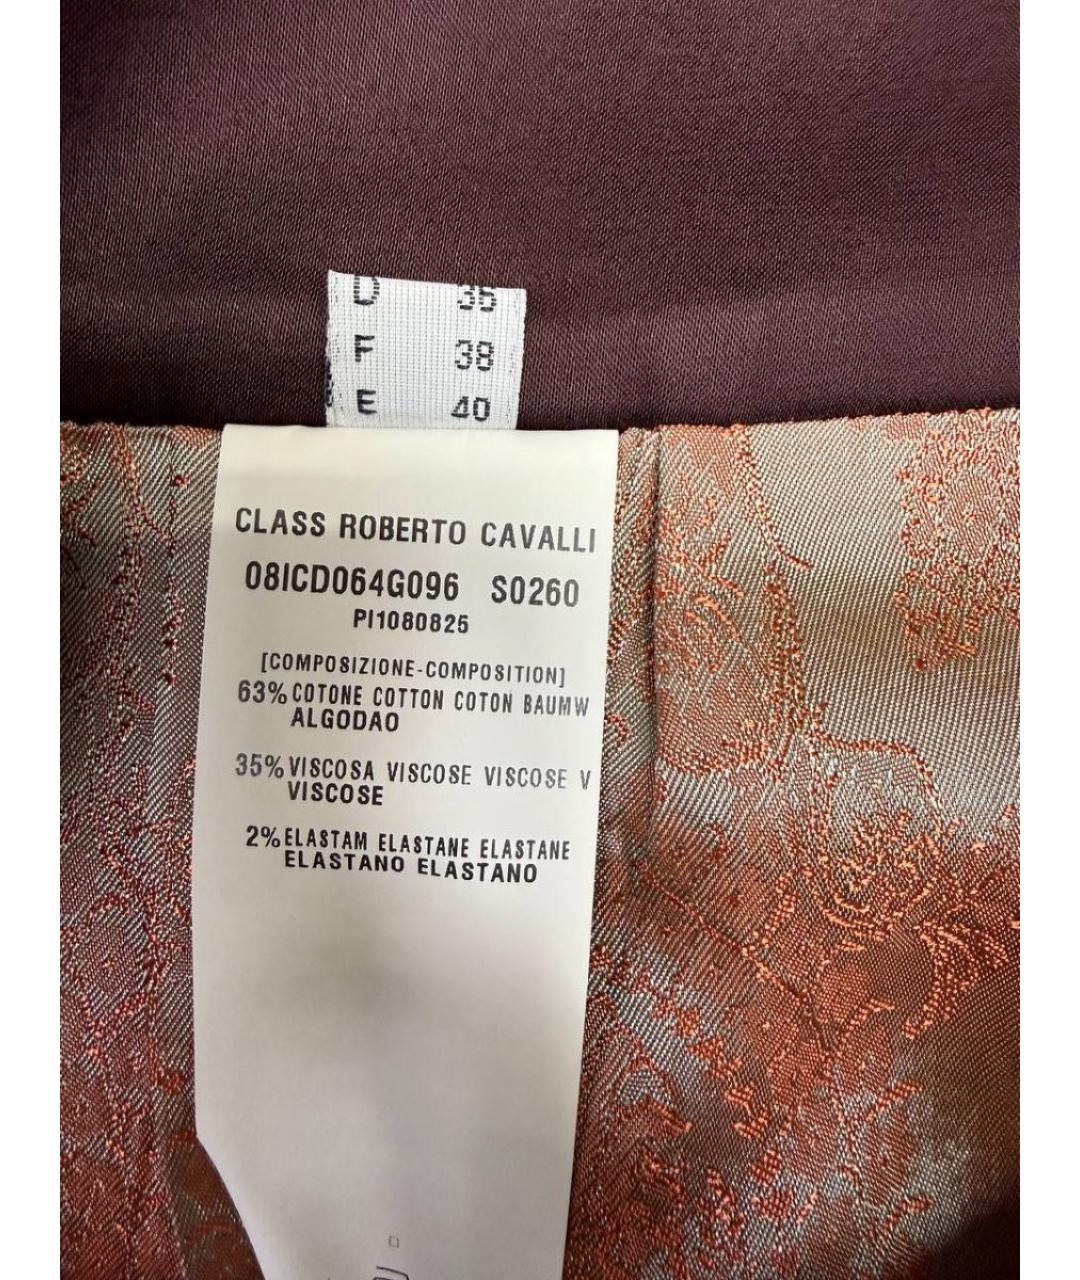 D 36
F 38
E 40
CLASS ROBERTO CAVALLI
08ICD064G096 S0260
PI1080825
[COMPOSIZIONE-COMPOSITION]
63% COTONE COTTON COTON BAUMW
ALGODAO
35% VISCOSA VISCOSE VISCOSE V
VISCOSE
2% ELASTAM ELASTANE ELASTANE
ELASTANO ELASTANO